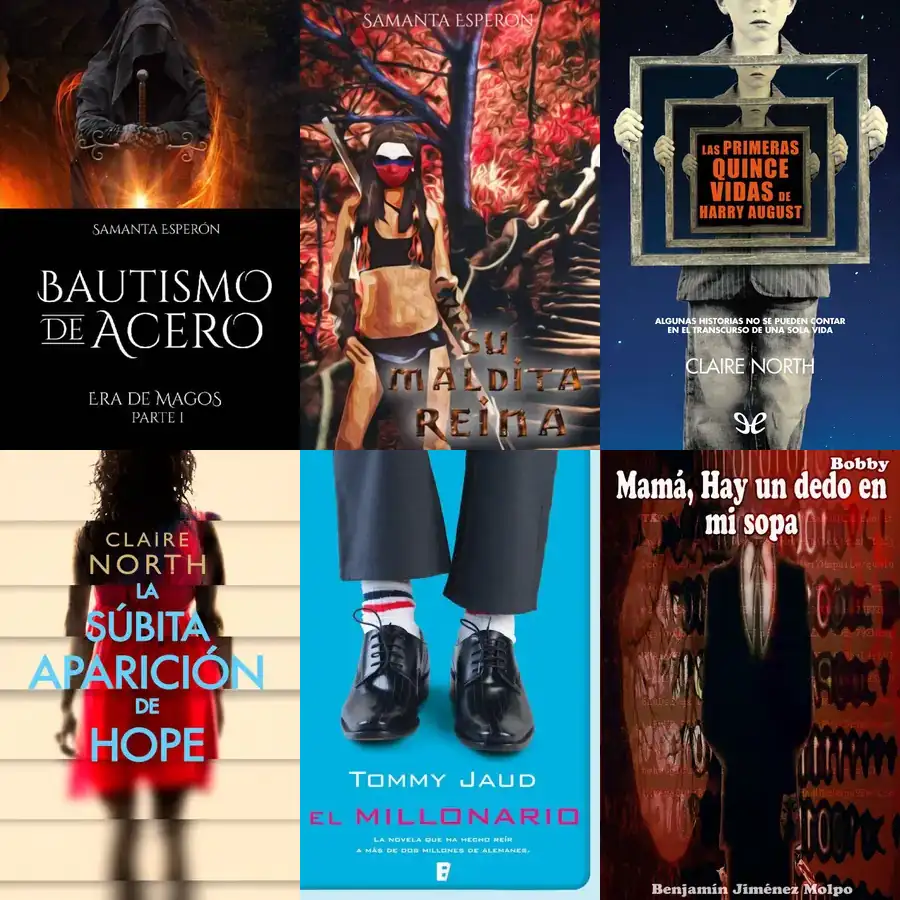 SAMANTA ESPERÓN
BAUTISMO
DE ACERO
ERA DE MAGOS
PARTE I
SAMANTA ESPERÓN
SU
MALDITA
REINA
LAS PRIMERAS
QUINCE
VIDAS DE
HARRY AUGUST
ALGUNAS HISTORIAS NO SE PUEDEN CONTAR
EN EL TRANSCURSO DE UNA SOLA VIDA
CLAIRE NORTH
CLAIRE
NORTH
LA
SÚBITA
APARICIÓN
DE
HOPE
TOMMY JAUD
EL MILLONARIO
LA NOVELA QUE HA HECHO REÍR
A MÁS DE DOS MILLONES DE ALEMANES.
B
Bobby
Mamá, Hay un dedo en
mi sopa
Benjamín Jiménez Molpo